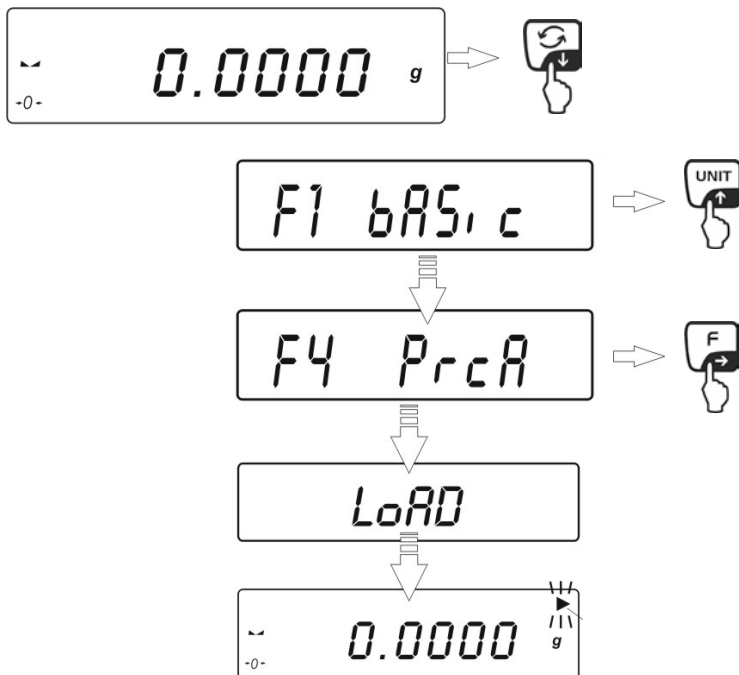 0.0000 g
→0←
F1 bASic
UNIT
F4 PrcA
F
LoAD
0.0000 g
→0←